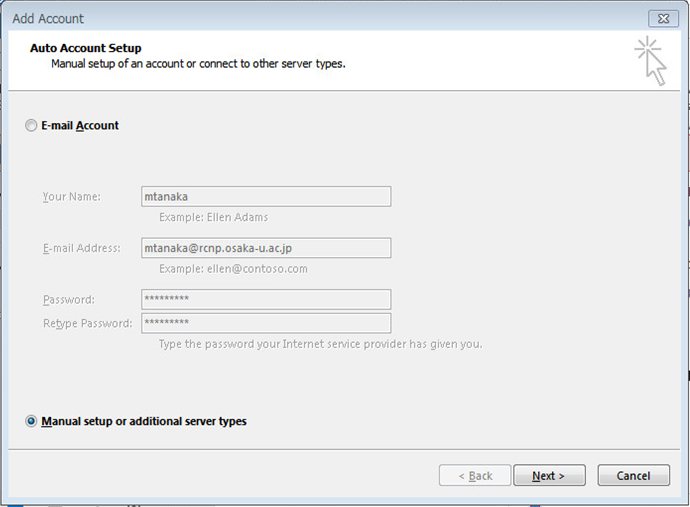 Add Account
Auto Account Setup
Manual setup of an account or connect to other server types.
E-mail Account
Your Name:
mtanaka
Example: Ellen Adams
E-mail Address:
mtanaka@rcnp.osaka-u.ac.jp
Example: ellen@contoso.com
Password:
*********
Retype Password:
*********
Type the password your Internet service provider has given you.
Manual setup or additional server types
< Back
Next >
Cancel